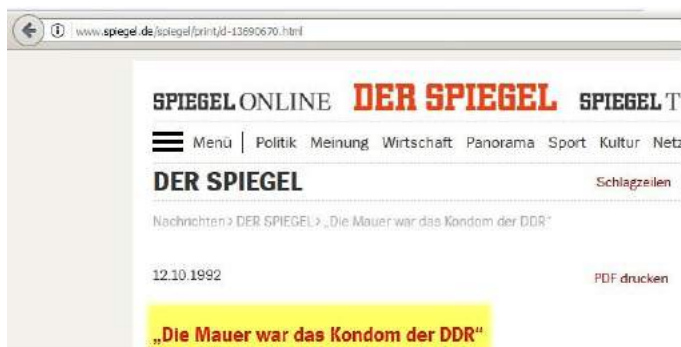 www.spiegel.de/spiegel/print/d-13690670.html
SPIEGEL ONLINE DER SPIEGEL SPIEGEL T
Menü | Politik Meinung Wirtschaft Panorama Sport Kultur Netz
DER SPIEGEL Schlagzeilen
Nachrichten > DER SPIEGEL > „Die Mauer war das Kondom der DDR“
12.10.1992 PDF drucken
„Die Mauer war das Kondom der DDR“